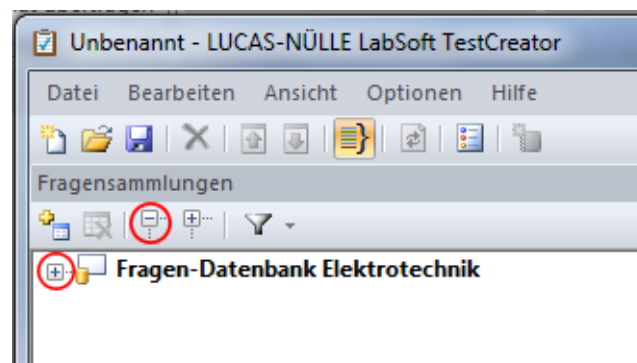 Unbenannt - LUCAS-NÜLLE LabSoft TestCreator
Datei Bearbeiten Ansicht Optionen Hilfe
Fragensammlungen
Fragen-Datenbank Elektrotechnik